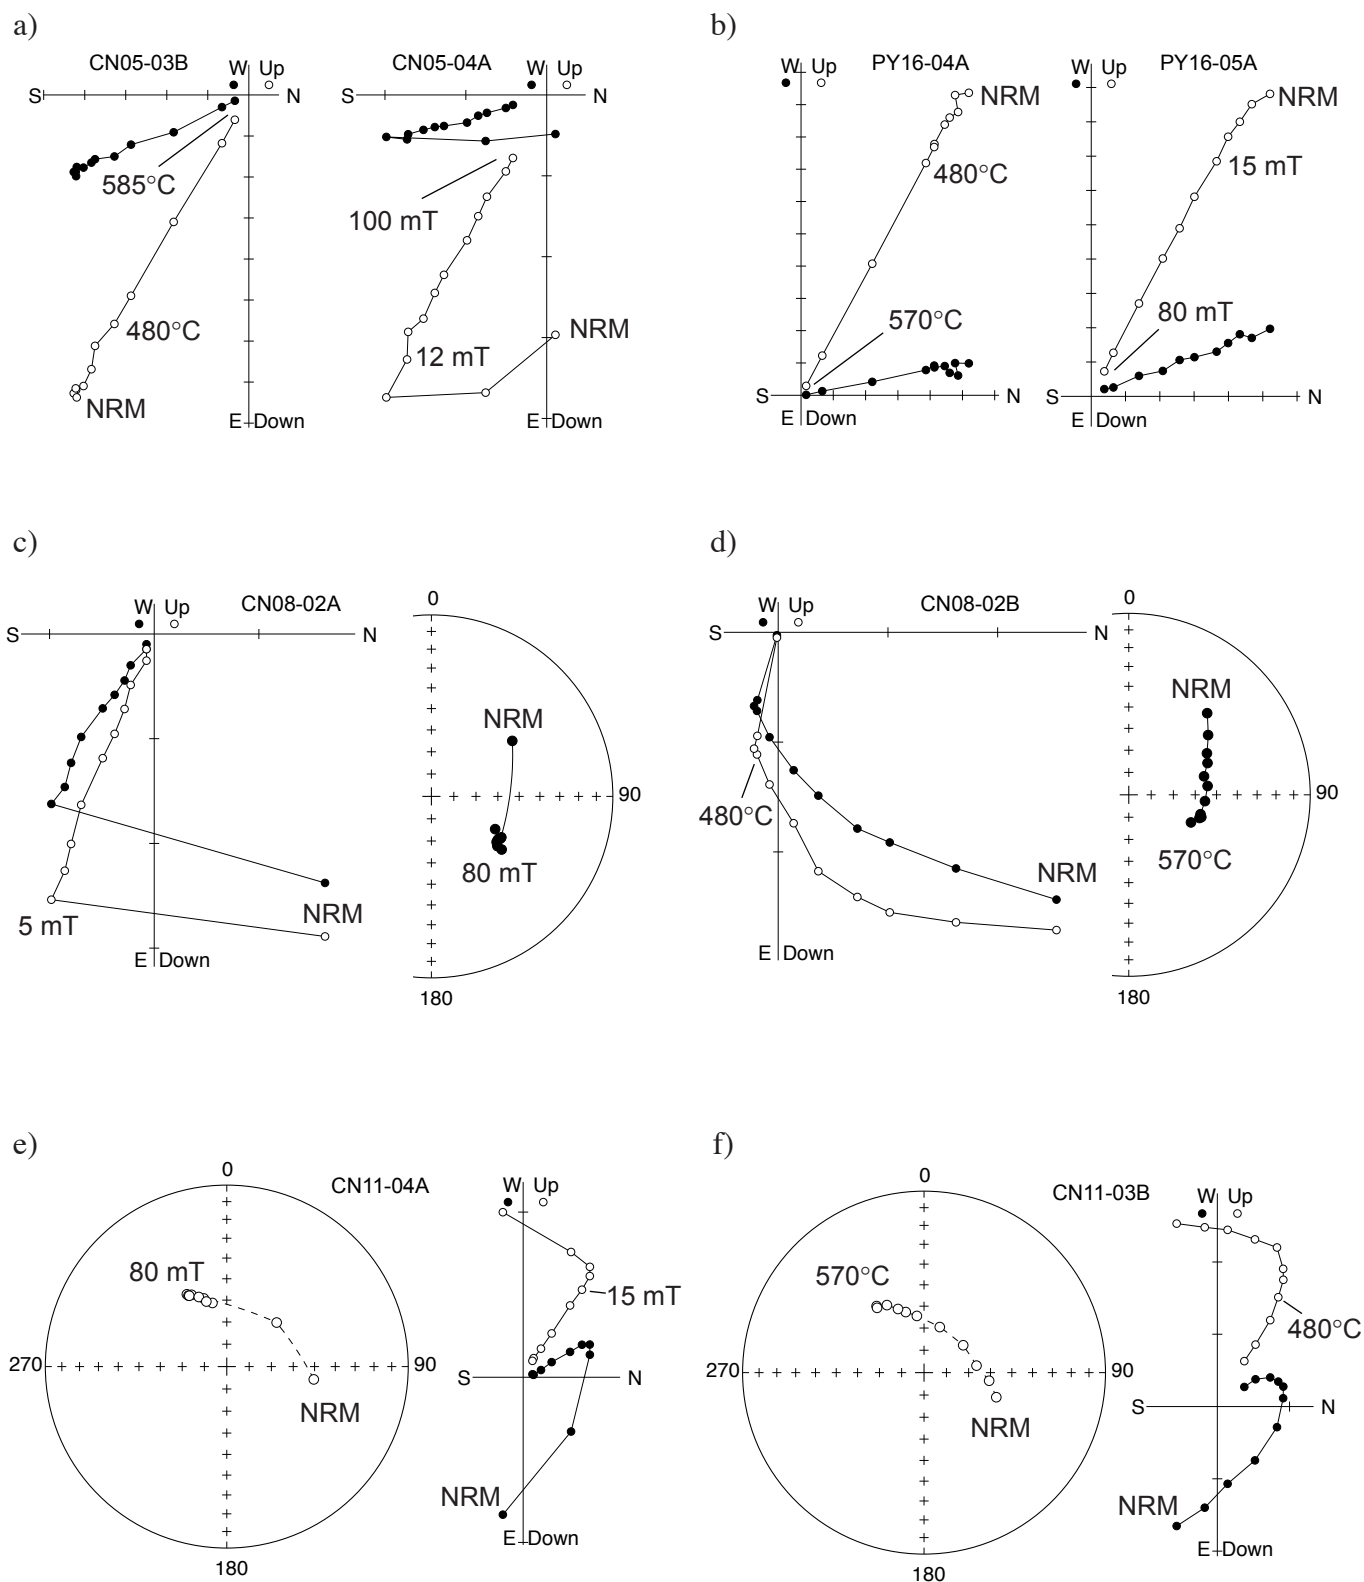 a)
CN05-03B
W Up
S N
585°C
480°C
NRM
E Down
CN05-04A
W Up
S N
100 mT
NRM
12 mT
E Down
b)
PY16-04A
W Up
NRM
480°C
570°C
S N
E Down
PY16-05A
W Up
NRM
15 mT
80 mT
S N
E Down
c)
W Up CN08-02A
S N
NRM
5 mT
E Down
0
NRM
90
80 mT
180
d)
W Up CN08-02B
S N
480°C
NRM
E Down
0
NRM
90
570°C
180
e)
0
CN11-04A
80 mT
270 90
NRM
180
W Up
15 mT
S N
NRM
E Down
f)
0
CN11-03B
570°C
270 90
NRM
180
W Up
480°C
S N
NRM
E Down